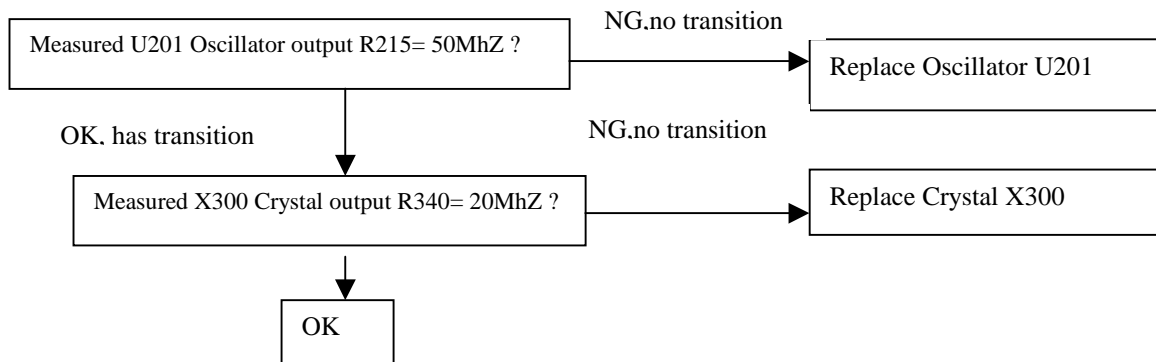 NG,no transition
Measured U201 Oscillator output R215= 50MhZ ?
Replace Oscillator U201
OK, has transition
NG,no transition
Measured X300 Crystal output R340= 20MhZ ?
Replace Crystal X300
OK